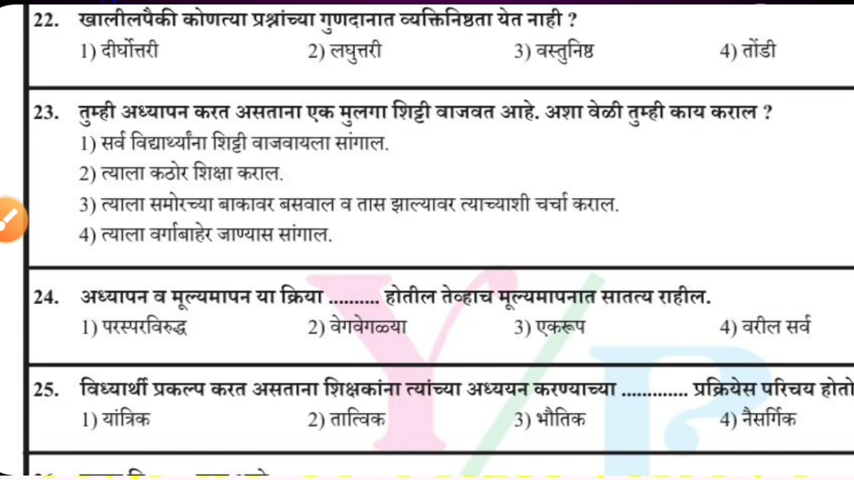 22. खालीलपैकी कोणत्या प्रश्नांच्या गुणदानात व्यक्तिनिष्ठता येत नाही ?
1) दीर्घोत्तरी 2) लघुत्तरी 3) वस्तुनिष्ठ 4) तोंडी
23. तुम्ही अध्यापन करत असताना एक मुलगा शिट्टी वाजवत आहे. अशा वेळी तुम्ही काय कराल ?
1) सर्व विद्यार्थ्यांना शिट्टी वाजवायला सांगाल.
2) त्याला कठोर शिक्षा कराल.
3) त्याला समोरच्या बाकावर बसवाल व तास झाल्यावर त्याच्याशी चर्चा कराल.
4) त्याला वर्गाबाहेर जाण्यास सांगाल.
24. अध्यापन व मूल्यमापन या क्रिया .......... होतील तेव्हाच मूल्यमापनात सातत्य राहील.
1) परस्परविरुद्ध 2) वेगवेगळ्या 3) एकरूप 4) वरील सर्व
25. विध्यार्थी प्रकल्प करत असताना शिक्षकांना त्यांच्या अध्ययन करण्याच्या ............. प्रक्रियेस परिचय होतो
1) यांत्रिक 2) तात्विक 3) भौतिक 4) नैसर्गिक